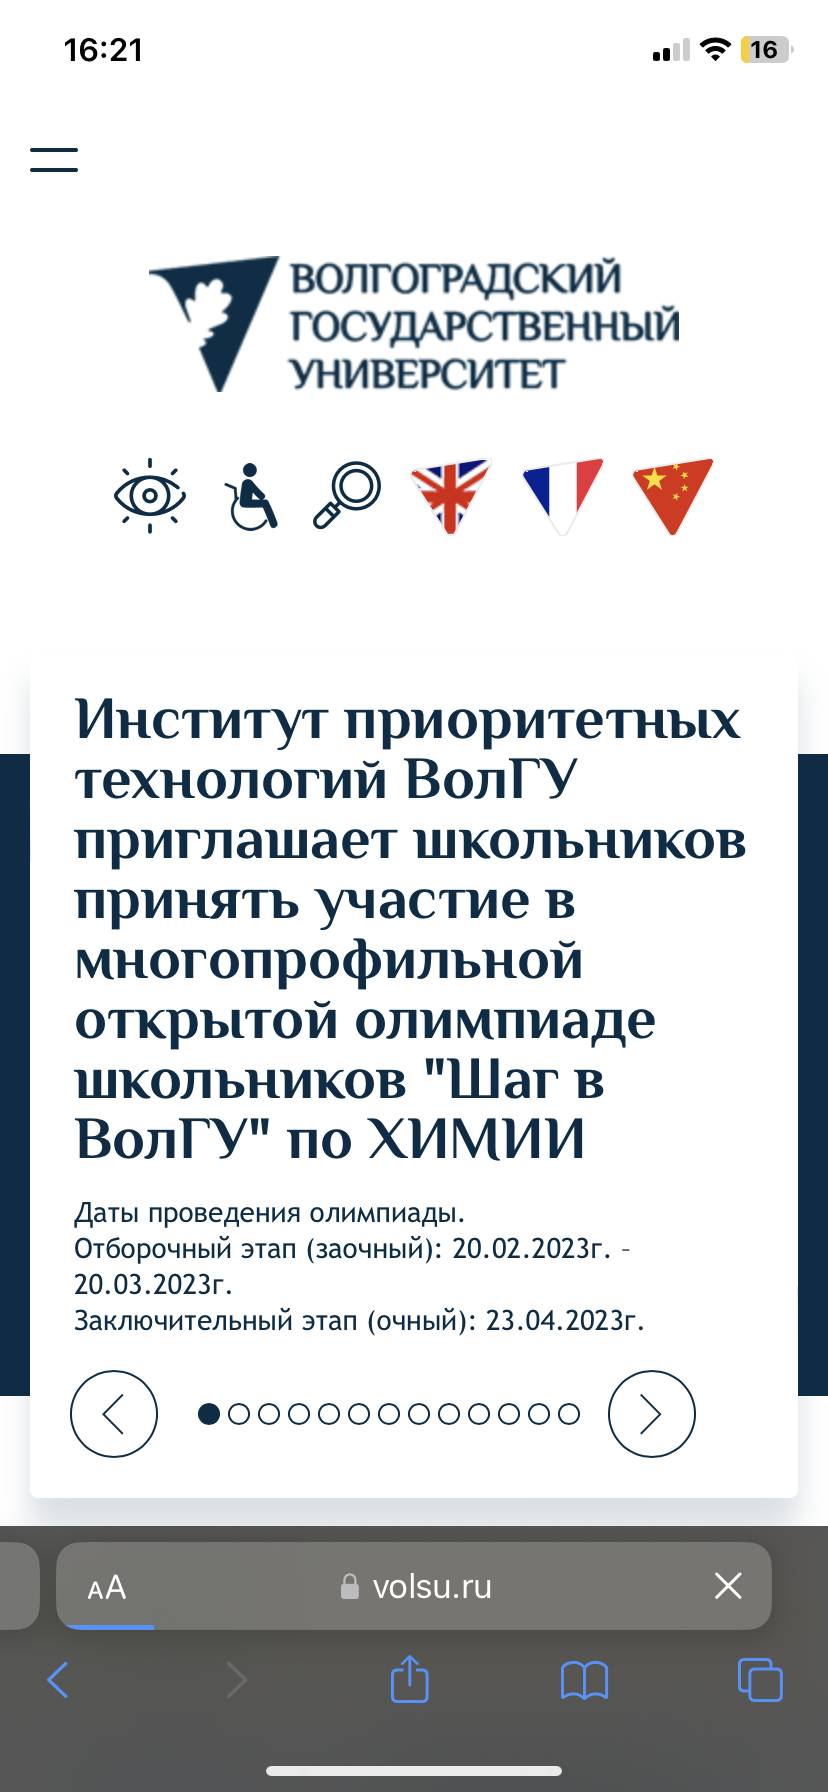 16:21
16
ВОЛГОГРАДСКИЙ
ГОСУДАРСТВЕННЫЙ
УНИВЕРСИТЕТ
Институт приоритетных
технологий ВолГУ
приглашает школьников
принять участие в
многопрофильной
открытой олимпиаде
школьников "Шаг в
ВолГУ" по ХИМИИ
Даты проведения олимпиады.
Отборочный этап (заочный): 20.02.2023г. -
20.03.2023г.
Заключительный этап (очный): 23.04.2023г.
AA volsu.ru